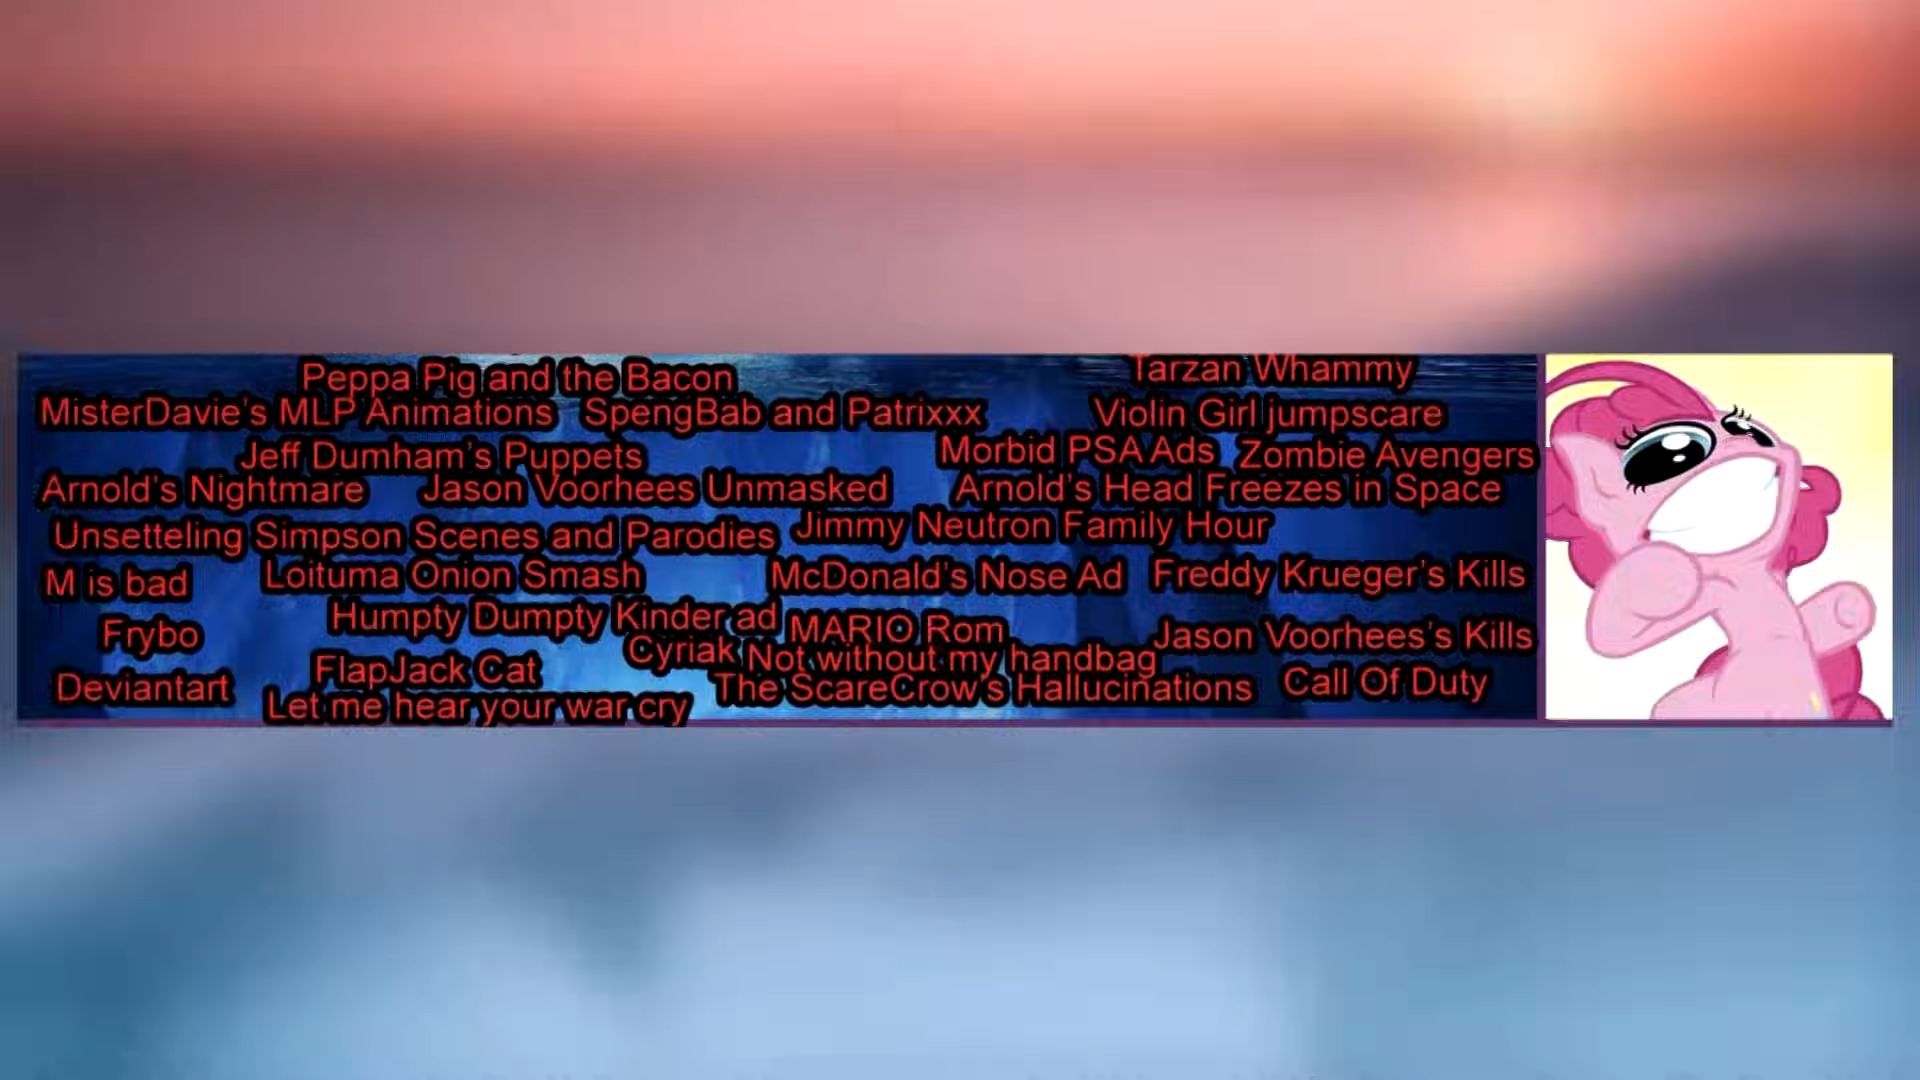 Peppa Pig and the Bacon
Tarzan Whammy
MisterDavie's MLP Animations
SpengBab and Patrixxx
Violin Girl jumpscare
Jeff Dumham's Puppets
Morbid PSA Ads
Zombie Avengers
Arnold's Nightmare
Jason Voorhees Unmasked
Arnold's Head Freezes in Space
Unsetteling Simpson Scenes and Parodies
Jimmy Neutron Family Hour
M is bad
Loituma Onion Smash
McDonald's Nose Ad
Freddy Krueger's Kills
Humpty Dumpty Kinder ad
MARIO Rom
Frybo
Jason Voorhees's Kills
Cyriak
Not without my handbag
FlapJack Cat
Deviantart
The ScareCrow's Hallucinations
Call Of Duty
Let me hear your war cry